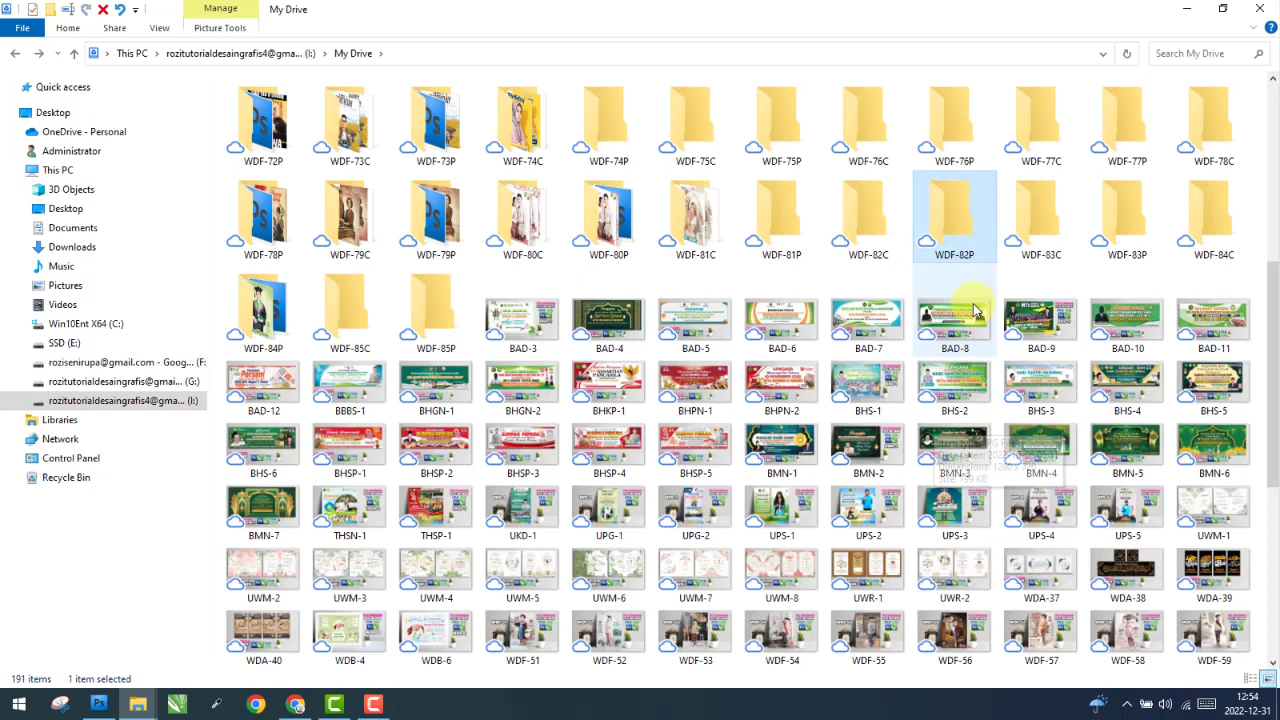 Manage
My Drive
File
Home
Share
View
Picture Tools
This PC
rozitutorialdesaingrafis4@gma... (I:)
My Drive
Search My Drive
Quick access
Desktop
OneDrive - Personal
Administrator
This PC
3D Objects
Desktop
Documents
Downloads
Music
Pictures
Videos
Win10Ent X64 (C:)
SSD (E:)
rozisenirupa@gmail.com - Goog... (F:
rozitutorialdesaingrafis@gmai... (G:)
rozitutorialdesaingrafis4@gma... (I:)
Libraries
Network
Control Panel
Recycle Bin
WDF-72P WDF-73C WDF-73P WDF-74C WDF-74P WDF-75C WDF-75P WDF-76C WDF-76P WDF-77C WDF-77P WDF-78C
WDF-78P WDF-79C WDF-79P WDF-80C WDF-80P WDF-81C WDF-81P WDF-82C WDF-82P WDF-83C WDF-83P WDF-84C
WDF-84P WDF-85C WDF-85P BAD-3 BAD-4 BAD-5 BAD-6 BAD-7 BAD-8 BAD-9 BAD-10 BAD-11
BAD-12 BBBS-1 BHGN-1 BHGN-2 BHKP-1 BHPN-1 BHPN-2 BHS-1 BHS-2 BHS-3 BHS-4 BHS-5
BHS-6 BHSP-1 BHSP-2 BHSP-3 BHSP-4 BHSP-5 BMN-1 BMN-2 BMN-3 BMN-4 BMN-5 BMN-6
BMN-7 THSN-1 THSP-1 UKD-1 UPG-1 UPG-2 UPS-1 UPS-2 UPS-3 UPS-4 UPS-5 UWM-1
UWM-2 UWM-3 UWM-4 UWM-5 UWM-6 UWM-7 UWM-8 UWR-1 UWR-2 WDA-37 WDA-38 WDA-39
WDA-40 WDB-4 WDB-6 WDF-51 WDF-52 WDF-53 WDF-54 WDF-55 WDF-56 WDF-57 WDF-58 WDF-59
191 items
1 item selected
12:54
2022-12-31